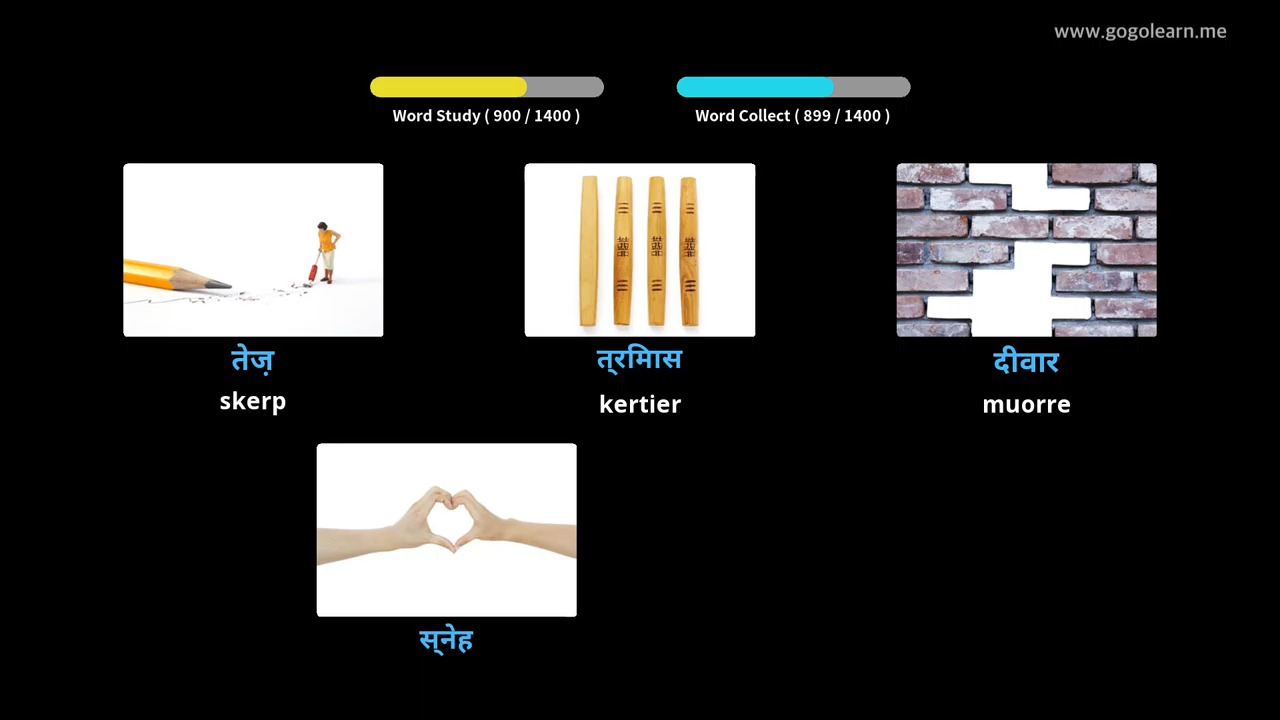 www.gogolearn.me
Word Study ( 900 / 1400 )
Word Collect ( 899 / 1400 )
तेज़
skerp
त्रमिास
kertier
दीवार
muorre
स्नेह